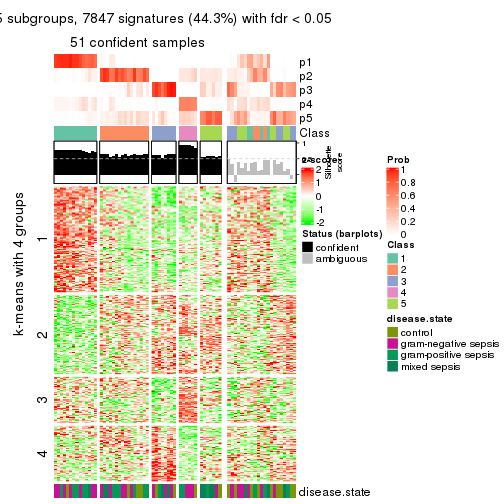 5 subgroups, 7847 signatures (44.3%) with fdr < 0.05
51 confident samples
p1
p2
p3
p4
p5
Class
1
Silhouette
score
z-scores
2
1
0
-1
-2
Status (barplots)
confident
ambiguous
Prob
1
0.8
0.6
0.4
0.2
0
Class
1
2
3
4
5
disease.state
control
gram-negative sepsis
gram-positive sepsis
mixed sepsis
k-means with 4 groups
1
2
3
4
disease.state